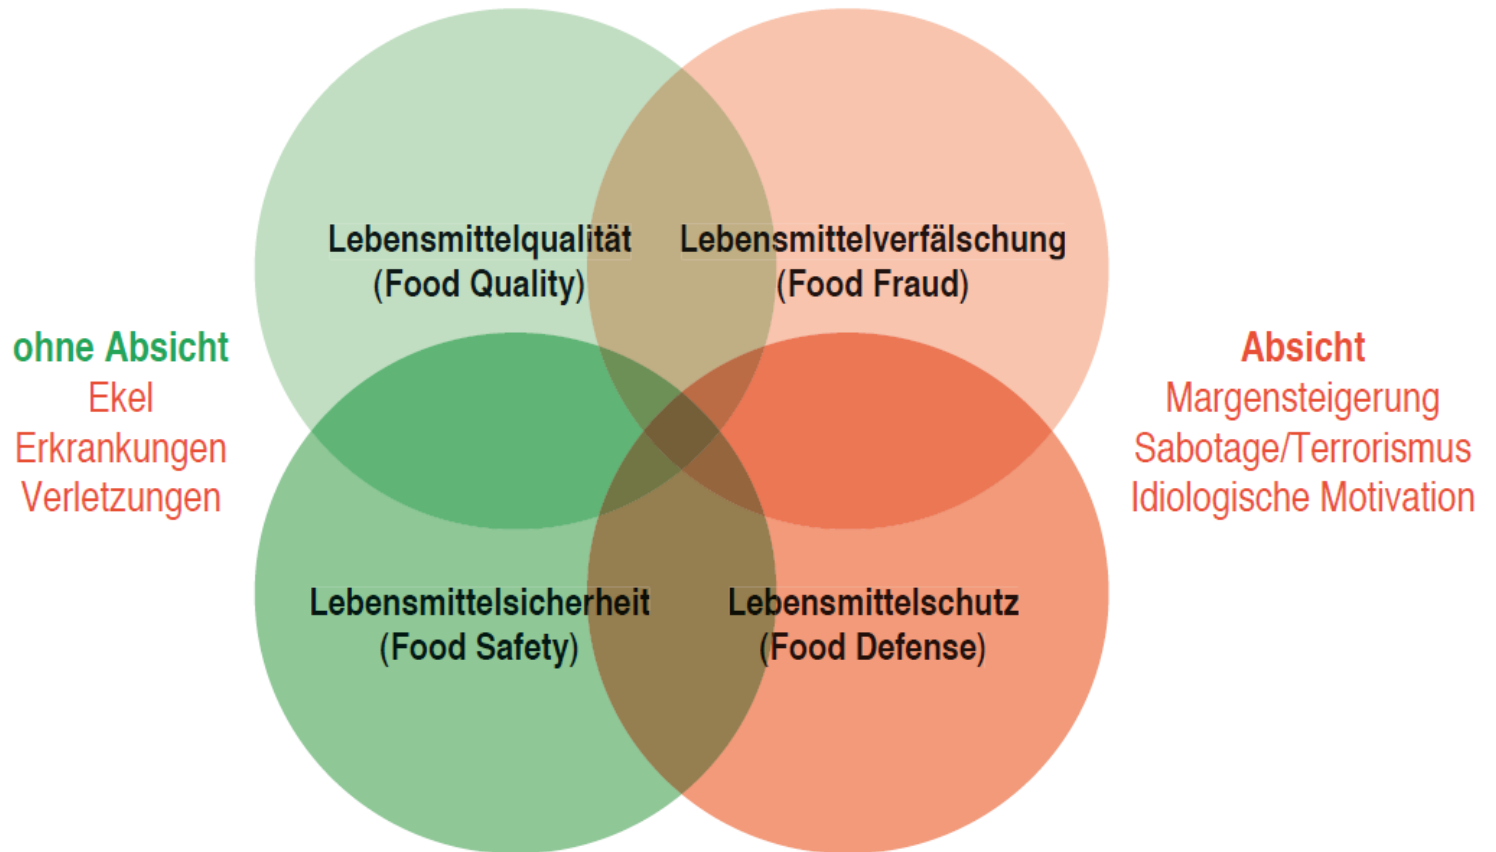 Lebensmittelqualität
(Food Quality)
Lebensmittelverfälschung
(Food Fraud)
ohne Absicht
Ekel
Erkrankungen
Verletzungen
Absicht
Margensteigerung
Sabotage/Terrorismus
Idiologische Motivation
Lebensmittelsicherheit
(Food Safety)
Lebensmittelschutz
(Food Defense)